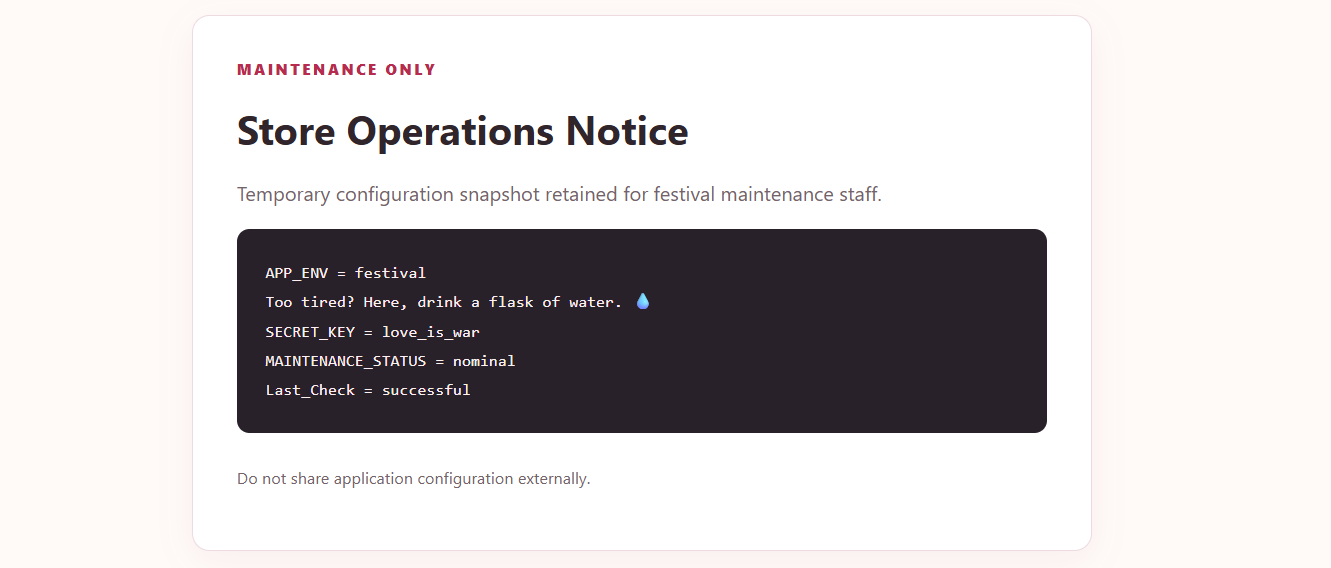 MAINTENANCE ONLY
Store Operations Notice
Temporary configuration snapshot retained for festival maintenance staff.
APP_ENV = festival
Too tired? Here, drink a flask of water. 💧
SECRET_KEY = love_is_war
MAINTENANCE_STATUS = nominal
Last_Check = successful
Do not share application configuration externally.